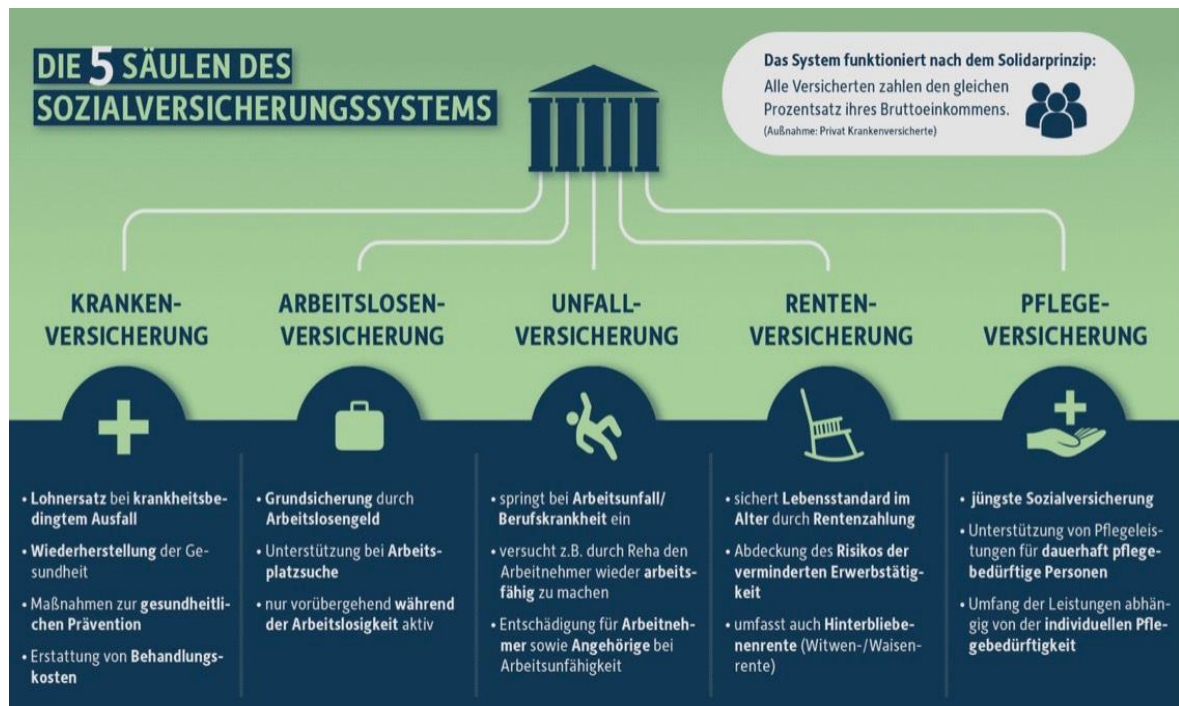 DIE 5 SÄULEN DES
SOZIALVERSICHERUNGSSYSTEMS
Das System funktioniert nach dem Solidarprinzip:
Alle Versicherten zahlen den gleichen
Prozentsatz ihres Bruttoeinkommens.
(Außnahme: Privat Krankenversicherte)
KRANKEN-
VERSICHERUNG
• Lohnersatz bei krankheitsbe-
dingtem Ausfall
• Wiederherstellung der Ge-
sundheit
• Maßnahmen zur gesundheitli-
chen Prävention
• Erstattung von Behandlungs-
kosten
ARBEITSLOSEN-
VERSICHERUNG
• Grundsicherung durch
Arbeitslosengeld
• Unterstützung bei Arbeits-
platzsuche
• nur vorübergehend während
der Arbeitslosigkeit aktiv
UNFALL-
VERSICHERUNG
• springt bei Arbeitsunfall/
Berufskrankheit ein
• versucht z.B. durch Reha den
Arbeitnehmer wieder arbeits-
fähig zu machen
• Entschädigung für Arbeitneh-
mer sowie Angehörige bei
Arbeitsunfähigkeit
RENTEN-
VERSICHERUNG
• sichert Lebensstandard im
Alter durch Rentenzahlung
• Abdeckung des Risikos der
verminderten Erwerbstätig-
keit
• umfasst auch Hinterbliebe-
nenrente (Witwen-/Waisen-
rente)
PFLEGE-
VERSICHERUNG
• jüngste Sozialversicherung
• Unterstützung von Pflegeleis-
tungen für dauerhaft pflege-
bedürftige Personen
• Umfang der Leistungen abhän-
gig von der individuellen Pfle-
gebedürftigkeit